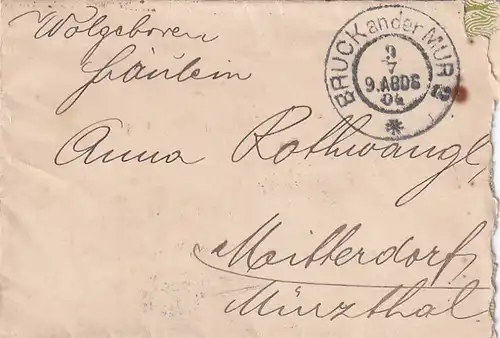 Wolgeboren
Fräulein
Anna Rothwangl,
Mitterdorf,
Mürzthal
BRUCK an der MUR
9
7
9.ABDS
04
*